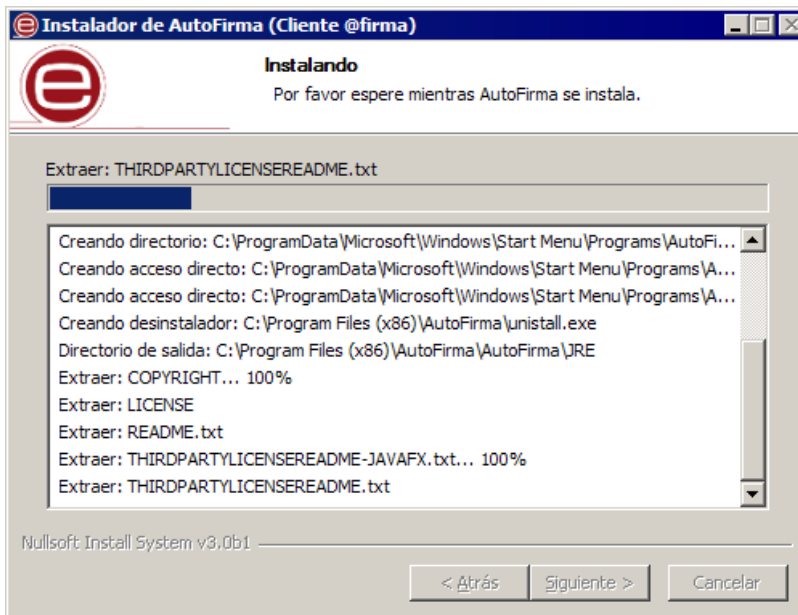 Instalador de AutoFirma (Cliente @firma)
Instalando
Por favor espere mientras AutoFirma se instala.
Extraer: THIRDPARTYLICENSEREADME.txt
Creando directorio: C:\ProgramData\Microsoft\Windows\Start Menu\Programs\AutoFi...
Creando acceso directo: C:\ProgramData\Microsoft\Windows\Start Menu\Programs\A...
Creando acceso directo: C:\ProgramData\Microsoft\Windows\Start Menu\Programs\A...
Creando desinstalador: C:\Program Files (x86)\AutoFirma\unistall.exe
Directorio de salida: C:\Program Files (x86)\AutoFirma\AutoFirma\JRE
Extraer: COPYRIGHT... 100%
Extraer: LICENSE
Extraer: README.txt
Extraer: THIRDPARTYLICENSEREADME-JAVAFX.txt... 100%
Extraer: THIRDPARTYLICENSEREADME.txt
Nullsoft Install System v3.0b1
< Atrás Siguiente > Cancelar